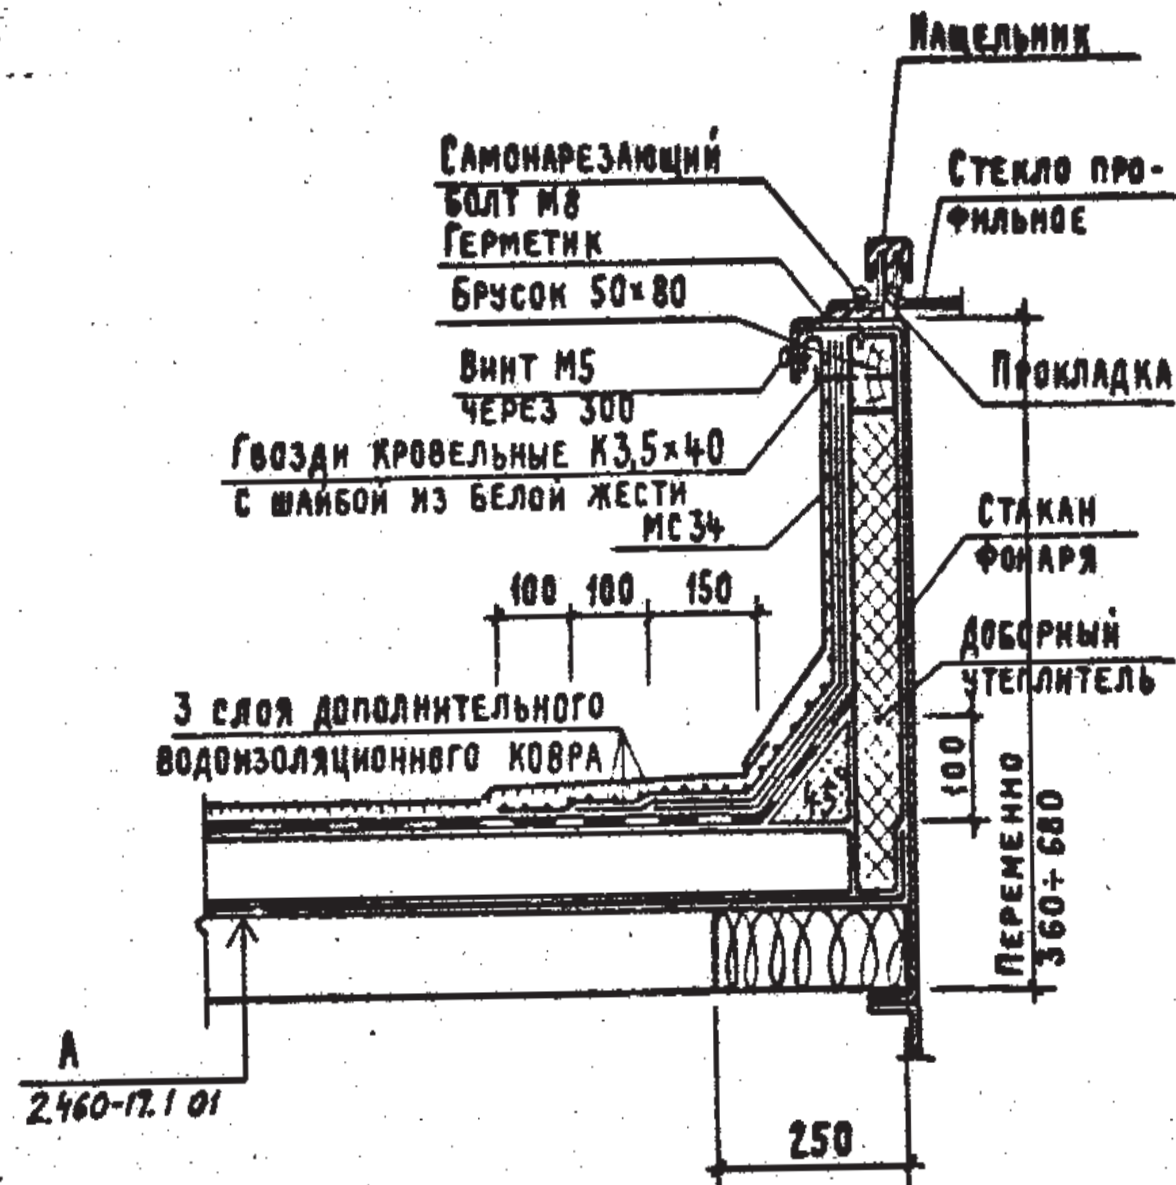 Нащельник
Самонарезающий
болт М8
Стекло про-
фильное
Герметик
Брусок 50×80
Винт М5
через 300
Прокладка
Гвозди кровельные К3,5×40
с шайбой из белой жести
МС 34
Стакан
фонаря
100 100 150
Доборный
утеплитель
3 слоя дополнительного
водоизоляционного ковра
45°
100
Переменно
360÷680
А
2.460-17.1 01
250